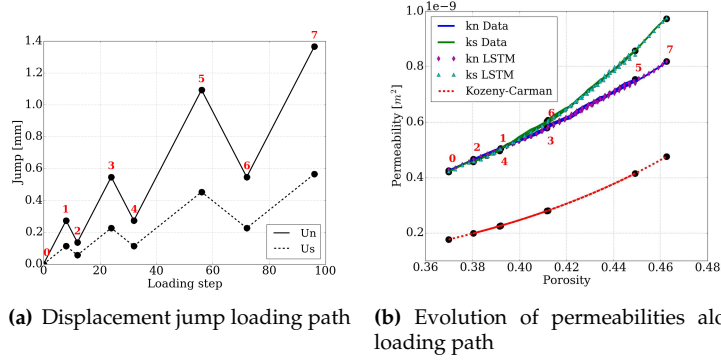 1.4
1.2
1.0
0.8
0.6
0.4
0.2
0.0
Jump [mm]
0
1
2
3
4
5
6
7
Un
Us
0
20
40
60
80
100
Loading step
(a) Displacement jump loading path
1e−9
1.0
0.8
0.6
0.4
0.2
Permeability [m²]
kn Data
ks Data
kn LSTM
ks LSTM
Kozeny-Carman
0
2
1
4
6
3
5
7
0.36
0.38
0.40
0.42
0.44
0.46
0.48
Porosity
(b) Evolution of permeabilities alo
loading path